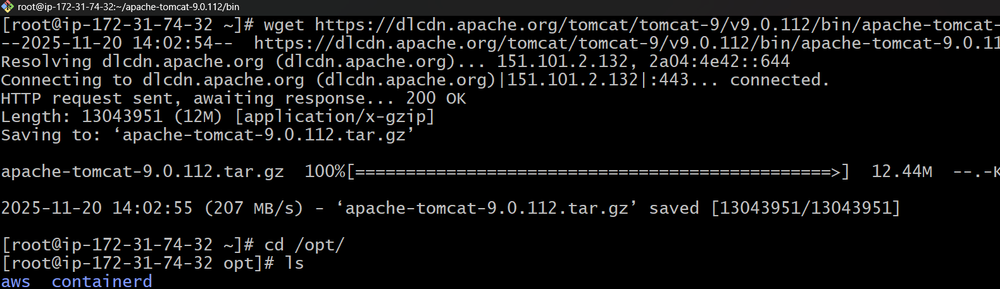 root@ip-172-31-74-32:~/apache-tomcat-9.0.112/bin
[root@ip-172-31-74-32 ~]# wget https://dlcdn.apache.org/tomcat/tomcat-9/v9.0.112/bin/apache-tomcat-
--2025-11-20 14:02:54--  https://dlcdn.apache.org/tomcat/tomcat-9/v9.0.112/bin/apache-tomcat-9.0.11
Resolving dlcdn.apache.org (dlcdn.apache.org)... 151.101.2.132, 2a04:4e42::644
Connecting to dlcdn.apache.org (dlcdn.apache.org)|151.101.2.132|:443... connected.
HTTP request sent, awaiting response... 200 OK
Length: 13043951 (12M) [application/x-gzip]
Saving to: ‘apache-tomcat-9.0.112.tar.gz’
apache-tomcat-9.0.112.tar.gz  100%[===============================================>]  12.44M  --.-K
2025-11-20 14:02:55 (207 MB/s) - ‘apache-tomcat-9.0.112.tar.gz’ saved [13043951/13043951]
[root@ip-172-31-74-32 ~]# cd /opt/
[root@ip-172-31-74-32 opt]# ls
aws  containerd